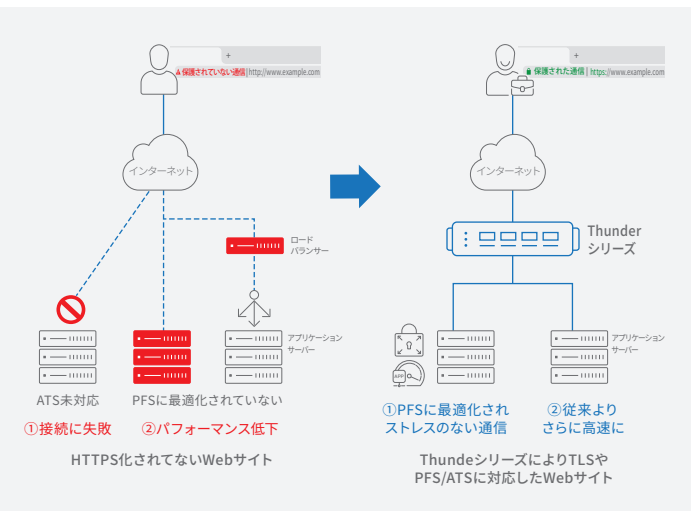 +
保護されていない通信|http://www.example.com
インターネット
ロード
バランサー
アプリケーション
サーバー
ATS未対応
PFSに最適化されていない
①接続に失敗
②パフォーマンス低下
HTTPS化されてないWebサイト
+
保護された通信 | https://www.example.com
インターネット
Thunder
シリーズ
APP
アプリケーション
サーバー
①PFSに最適化され
ストレスのない通信
②従来より
さらに高速に
ThundeシリーズによりTLSや
PFS/ATSに対応したWebサイト